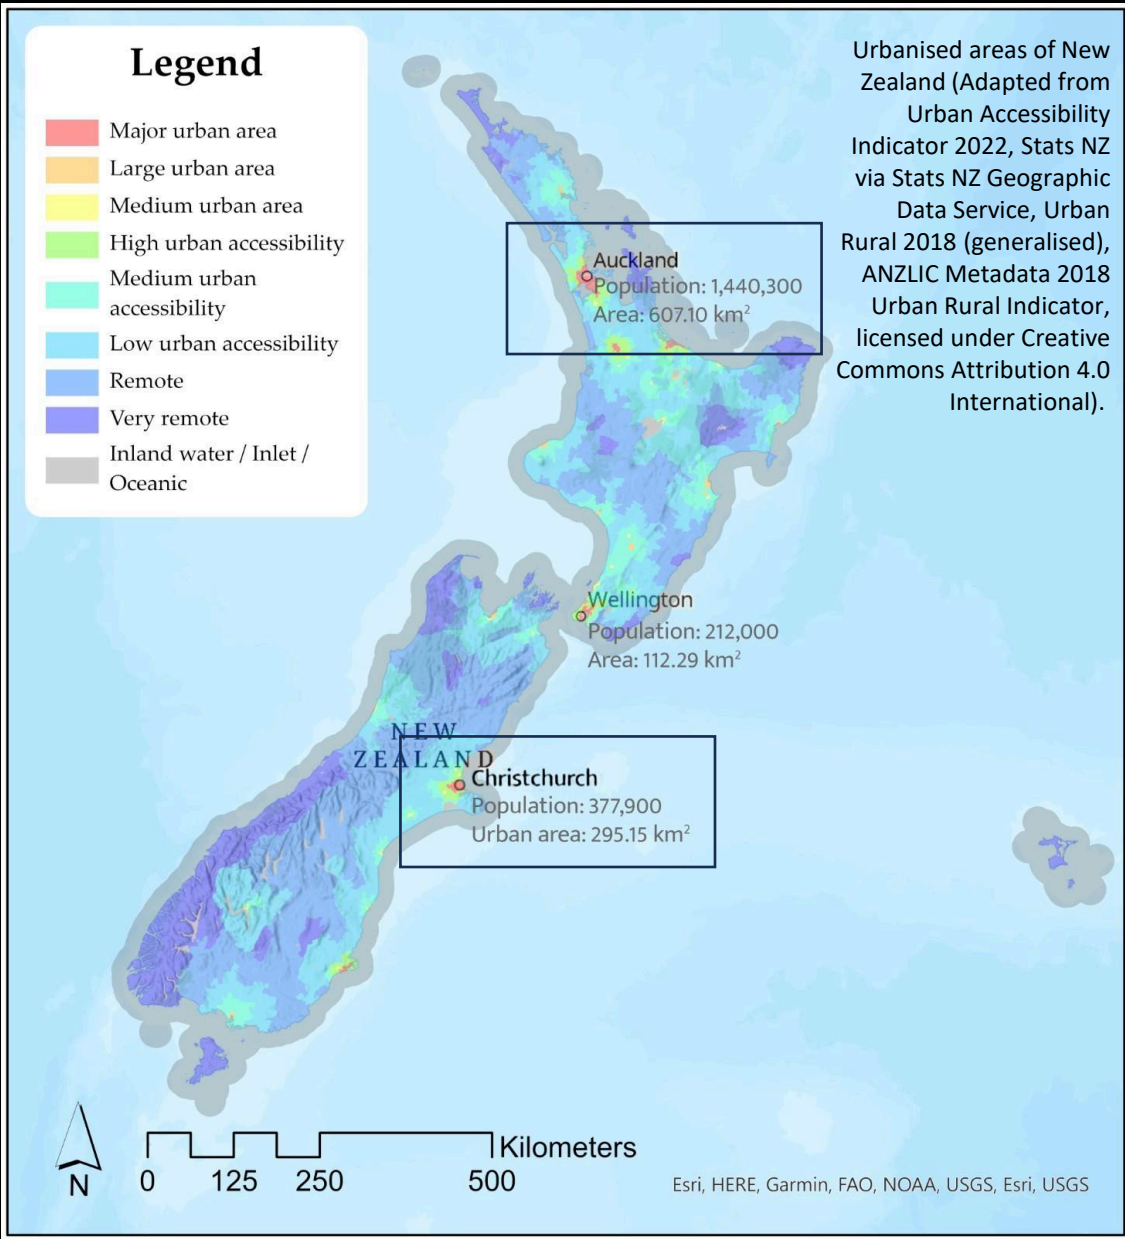 Legend
Major urban area
Large urban area
Medium urban area
High urban accessibility
Medium urban
accessibility
Low urban accessibility
Remote
Very remote
Inland water / Inlet /
Oceanic
Urbanised areas of New
Zealand (Adapted from
Urban Accessibility
Indicator 2022, Stats NZ
via Stats NZ Geographic
Data Service, Urban
Rural 2018 (generalised),
ANZLIC Metadata 2018
Urban Rural Indicator,
licensed under Creative
Commons Attribution 4.0
International).
Auckland
Population: 1,440,300
Area: 607.10 km²
Wellington
Population: 212,000
Area: 112.29 km²
NEW
ZEALAND
Christchurch
Population: 377,900
Urban area: 295.15 km²
N
Kilometers
0 125 250 500
Esri, HERE, Garmin, FAO, NOAA, USGS, Esri, USGS